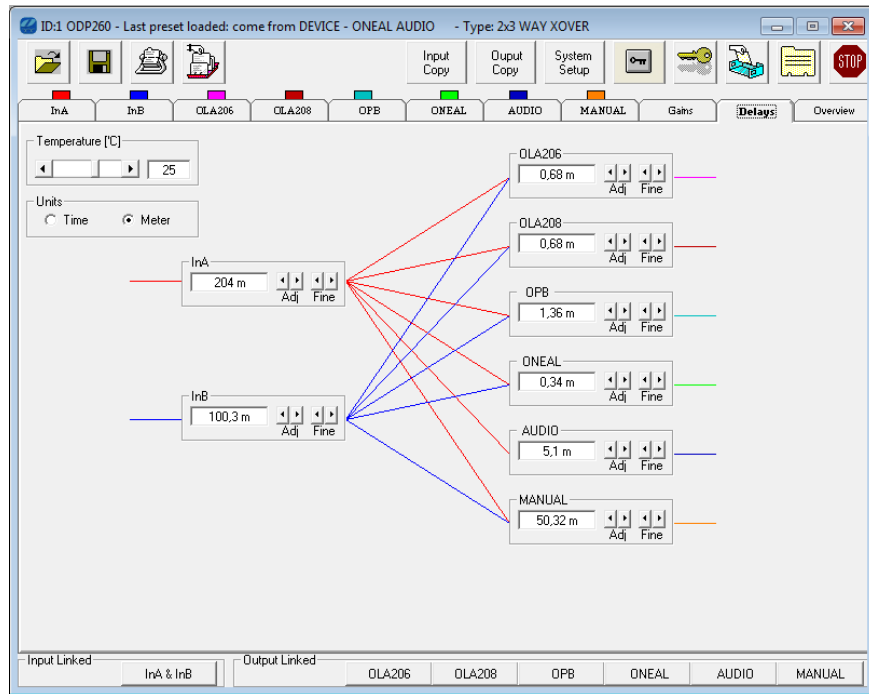 ID:1 ODP260 - Last preset loaded: come from DEVICE - ONEAL AUDIO - Type: 2x3 WAY XOVER
Input Copy Ouput Copy System Setup STOP
InA InB OLA206 OLA208 OPB ONEAL AUDIO MANUAL Gains Delays Overview
Temperature [ºC]
25
Units
Time Meter
OLA206
0,68 m
Adj Fine
OLA208
0,68 m
Adj Fine
InA
204 m
Adj Fine
OPB
1,36 m
Adj Fine
ONEAL
0,34 m
Adj Fine
InB
100,3 m
Adj Fine
AUDIO
5,1 m
Adj Fine
MANUAL
50,32 m
Adj Fine
Input Linked
InA & InB
Output Linked
OLA206 OLA208 OPB ONEAL AUDIO MANUAL